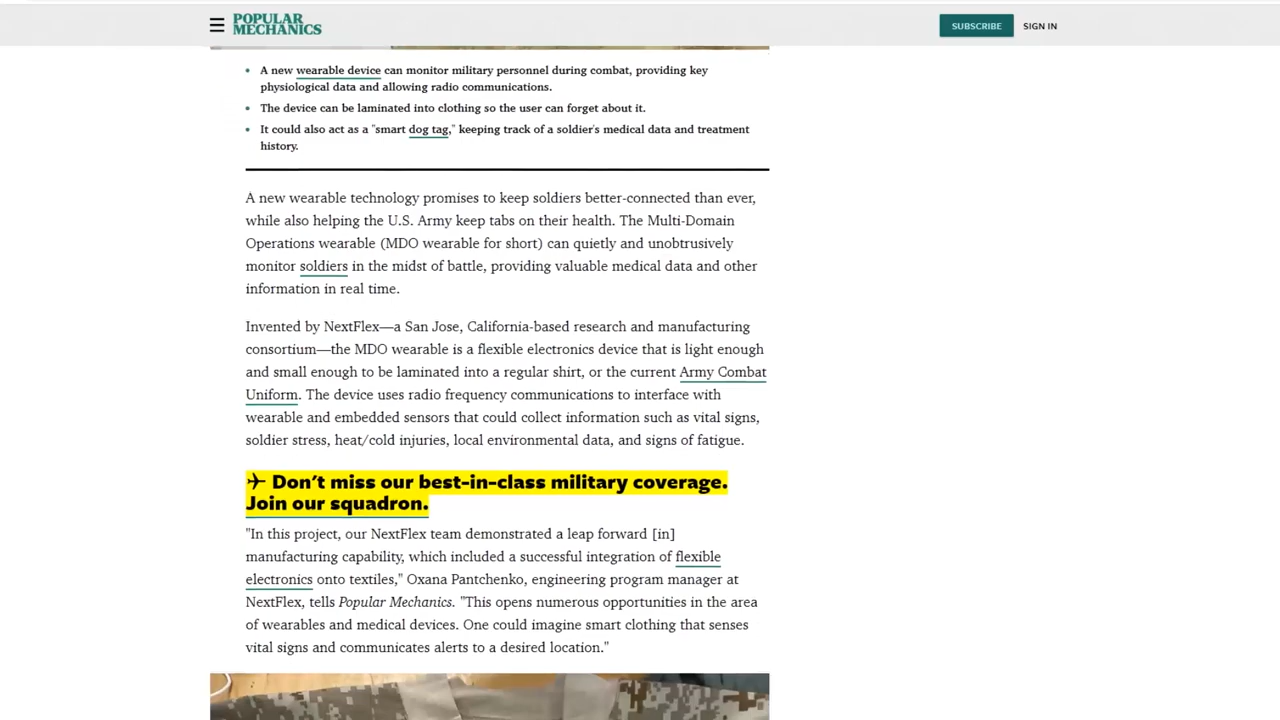 POPULAR
MECHANICS
SUBSCRIBE
SIGN IN
A new wearable device can monitor military personnel during combat, providing key
physiological data and allowing radio communications.
The device can be laminated into clothing so the user can forget about it.
It could also act as a "smart dog tag," keeping track of a soldier's medical data and treatment
history.
A new wearable technology promises to keep soldiers better-connected than ever,
while also helping the U.S. Army keep tabs on their health. The Multi-Domain
Operations wearable (MDO wearable for short) can quietly and unobtrusively
monitor soldiers in the midst of battle, providing valuable medical data and other
information in real time.
Invented by NextFlex—a San Jose, California-based research and manufacturing
consortium—the MDO wearable is a flexible electronics device that is light enough
and small enough to be laminated into a regular shirt, or the current Army Combat
Uniform. The device uses radio frequency communications to interface with
wearable and embedded sensors that could collect information such as vital signs,
soldier stress, heat/cold injuries, local environmental data, and signs of fatigue.
✈ Don’t miss our best-in-class military coverage.
Join our squadron.
"In this project, our NextFlex team demonstrated a leap forward [in]
manufacturing capability, which included a successful integration of flexible
electronics onto textiles," Oxana Pantchenko, engineering program manager at
NextFlex, tells Popular Mechanics. "This opens numerous opportunities in the area
of wearables and medical devices. One could imagine smart clothing that senses
vital signs and communicates alerts to a desired location."